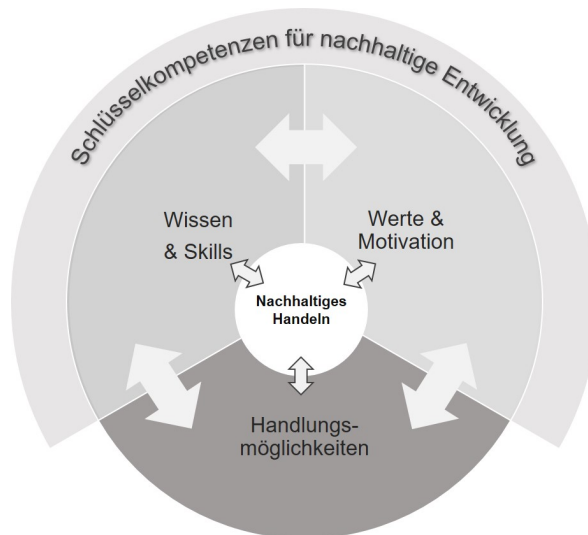 Schlüsselkompetenzen für nachhaltige Entwicklung
Wissen
& Skills
Werte &
Motivation
Nachhaltiges
Handeln
Handlungs-
möglichkeiten